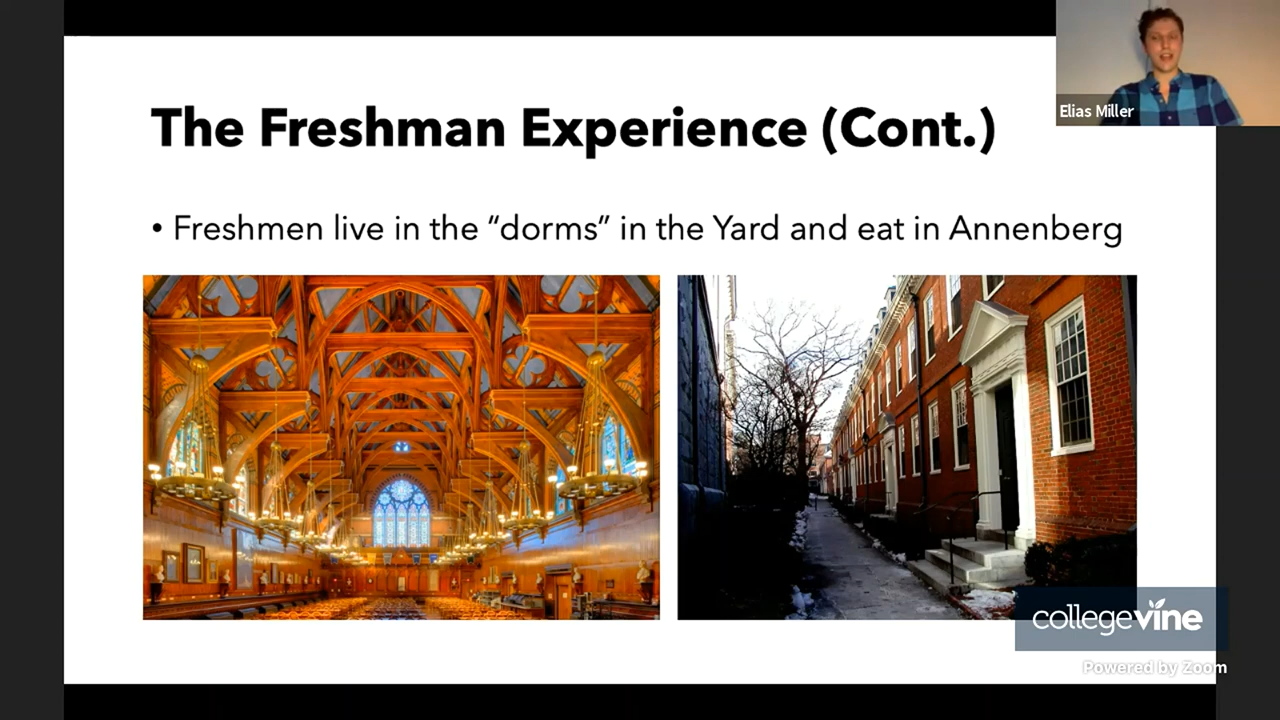 The Freshman Experience (Cont.)
Elias Miller
• Freshmen live in the “dorms” in the Yard and eat in Annenberg
collegevine
Powered by Zoom